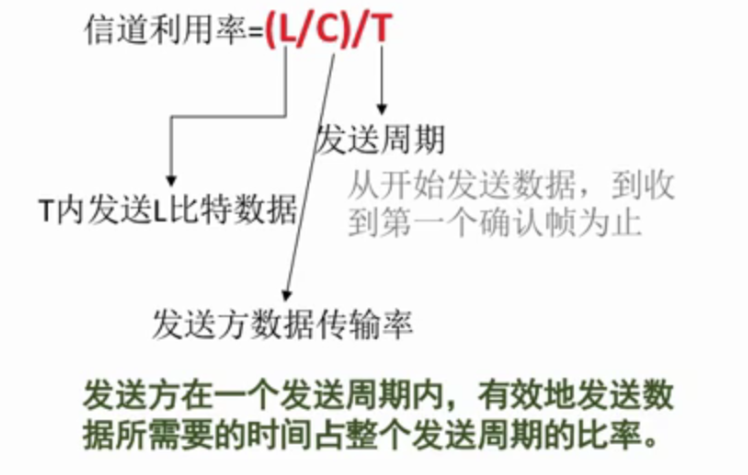 信道利用率=(L/C)/T
发送周期
从开始发送数据，到收
到第一个确认帧为止
T内发送L比特数据
发送方数据传输率
发送方在一个发送周期内，有效地发送数
据所需要的时间占整个发送周期的比率。